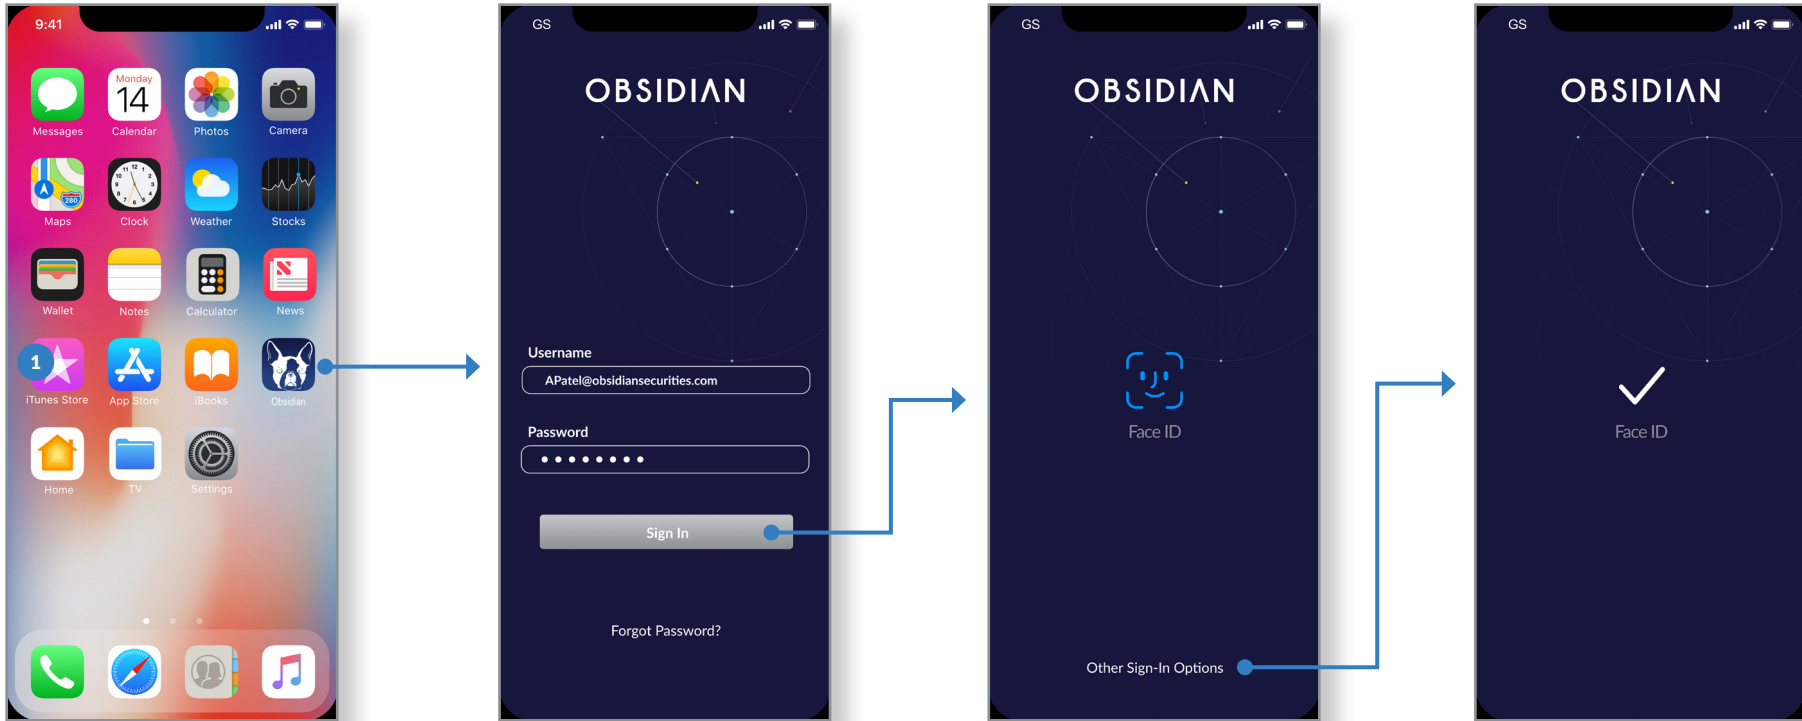 9:41
Monday
14
Messages
Calendar
Photos
Camera
280
Maps
Clock
Weather
Stocks
Wallet
Notes
Calculator
News
1
iTunes Store
App Store
iBooks
Obsidian
Home
TV
Settings
GS
OBSIDIAN
Username
APatel@obsidiansecurities.com
Password
Sign In
Forgot Password?
GS
OBSIDIAN
Face ID
Other Sign-In Options
GS
OBSIDIAN
Face ID